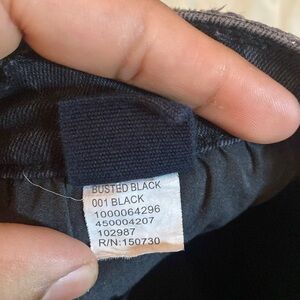 BUSTED BLACK
001 BLACK
1000064296
450004207
102987
R/N:150730